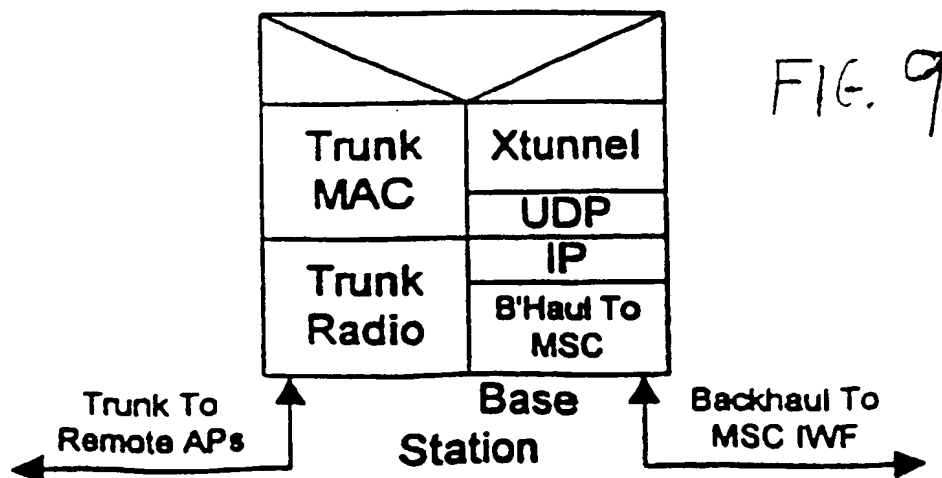 FIG. 9
Trunk
MAC
Xtunnel
UDP
IP
Trunk
Radio
B'Haul To
MSC
Base
Station
Trunk To
Remote APs
Backhaul To
MSC IWF